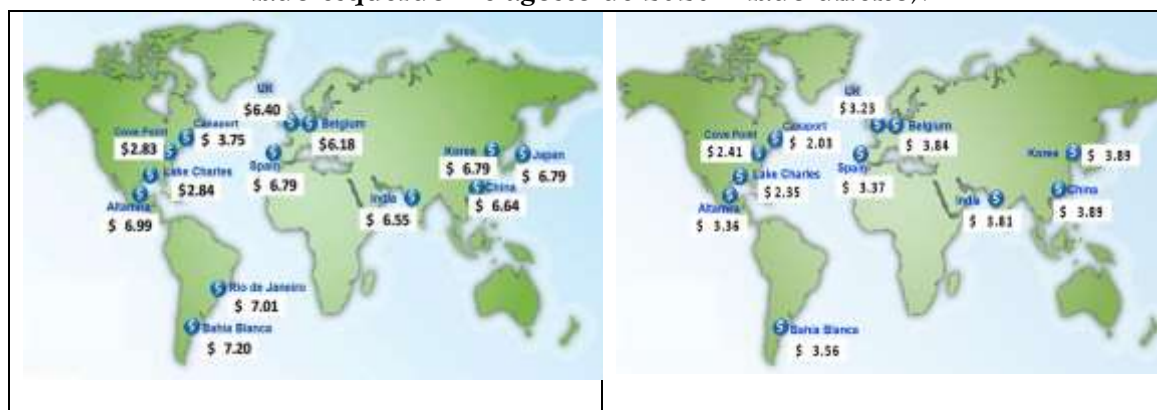 agosto de
UK
$6.40
Cove Point
$2.83
Canaport
$ 3.75
Belgium
$6.18
Spain
$ 6.79
Lake Charles
$2.84
Altamira
$ 6.99
Korea
$ 6.79
Japan
$ 6.79
China
$ 6.64
India
$ 6.55
Rio de Janeiro
$ 7.01
Bahia Blanca
$ 7.20
UK
$3.23
Cove Point
$2.41
Canaport
$ 2.03
Belgium
$ 3.84
Spain
$ 3.37
Lake Charles
$2.35
Altamira
$ 3.36
Korea
$ 3.89
China
$ 3.89
India
$ 3.81
Bahia Blanca
$ 3.56